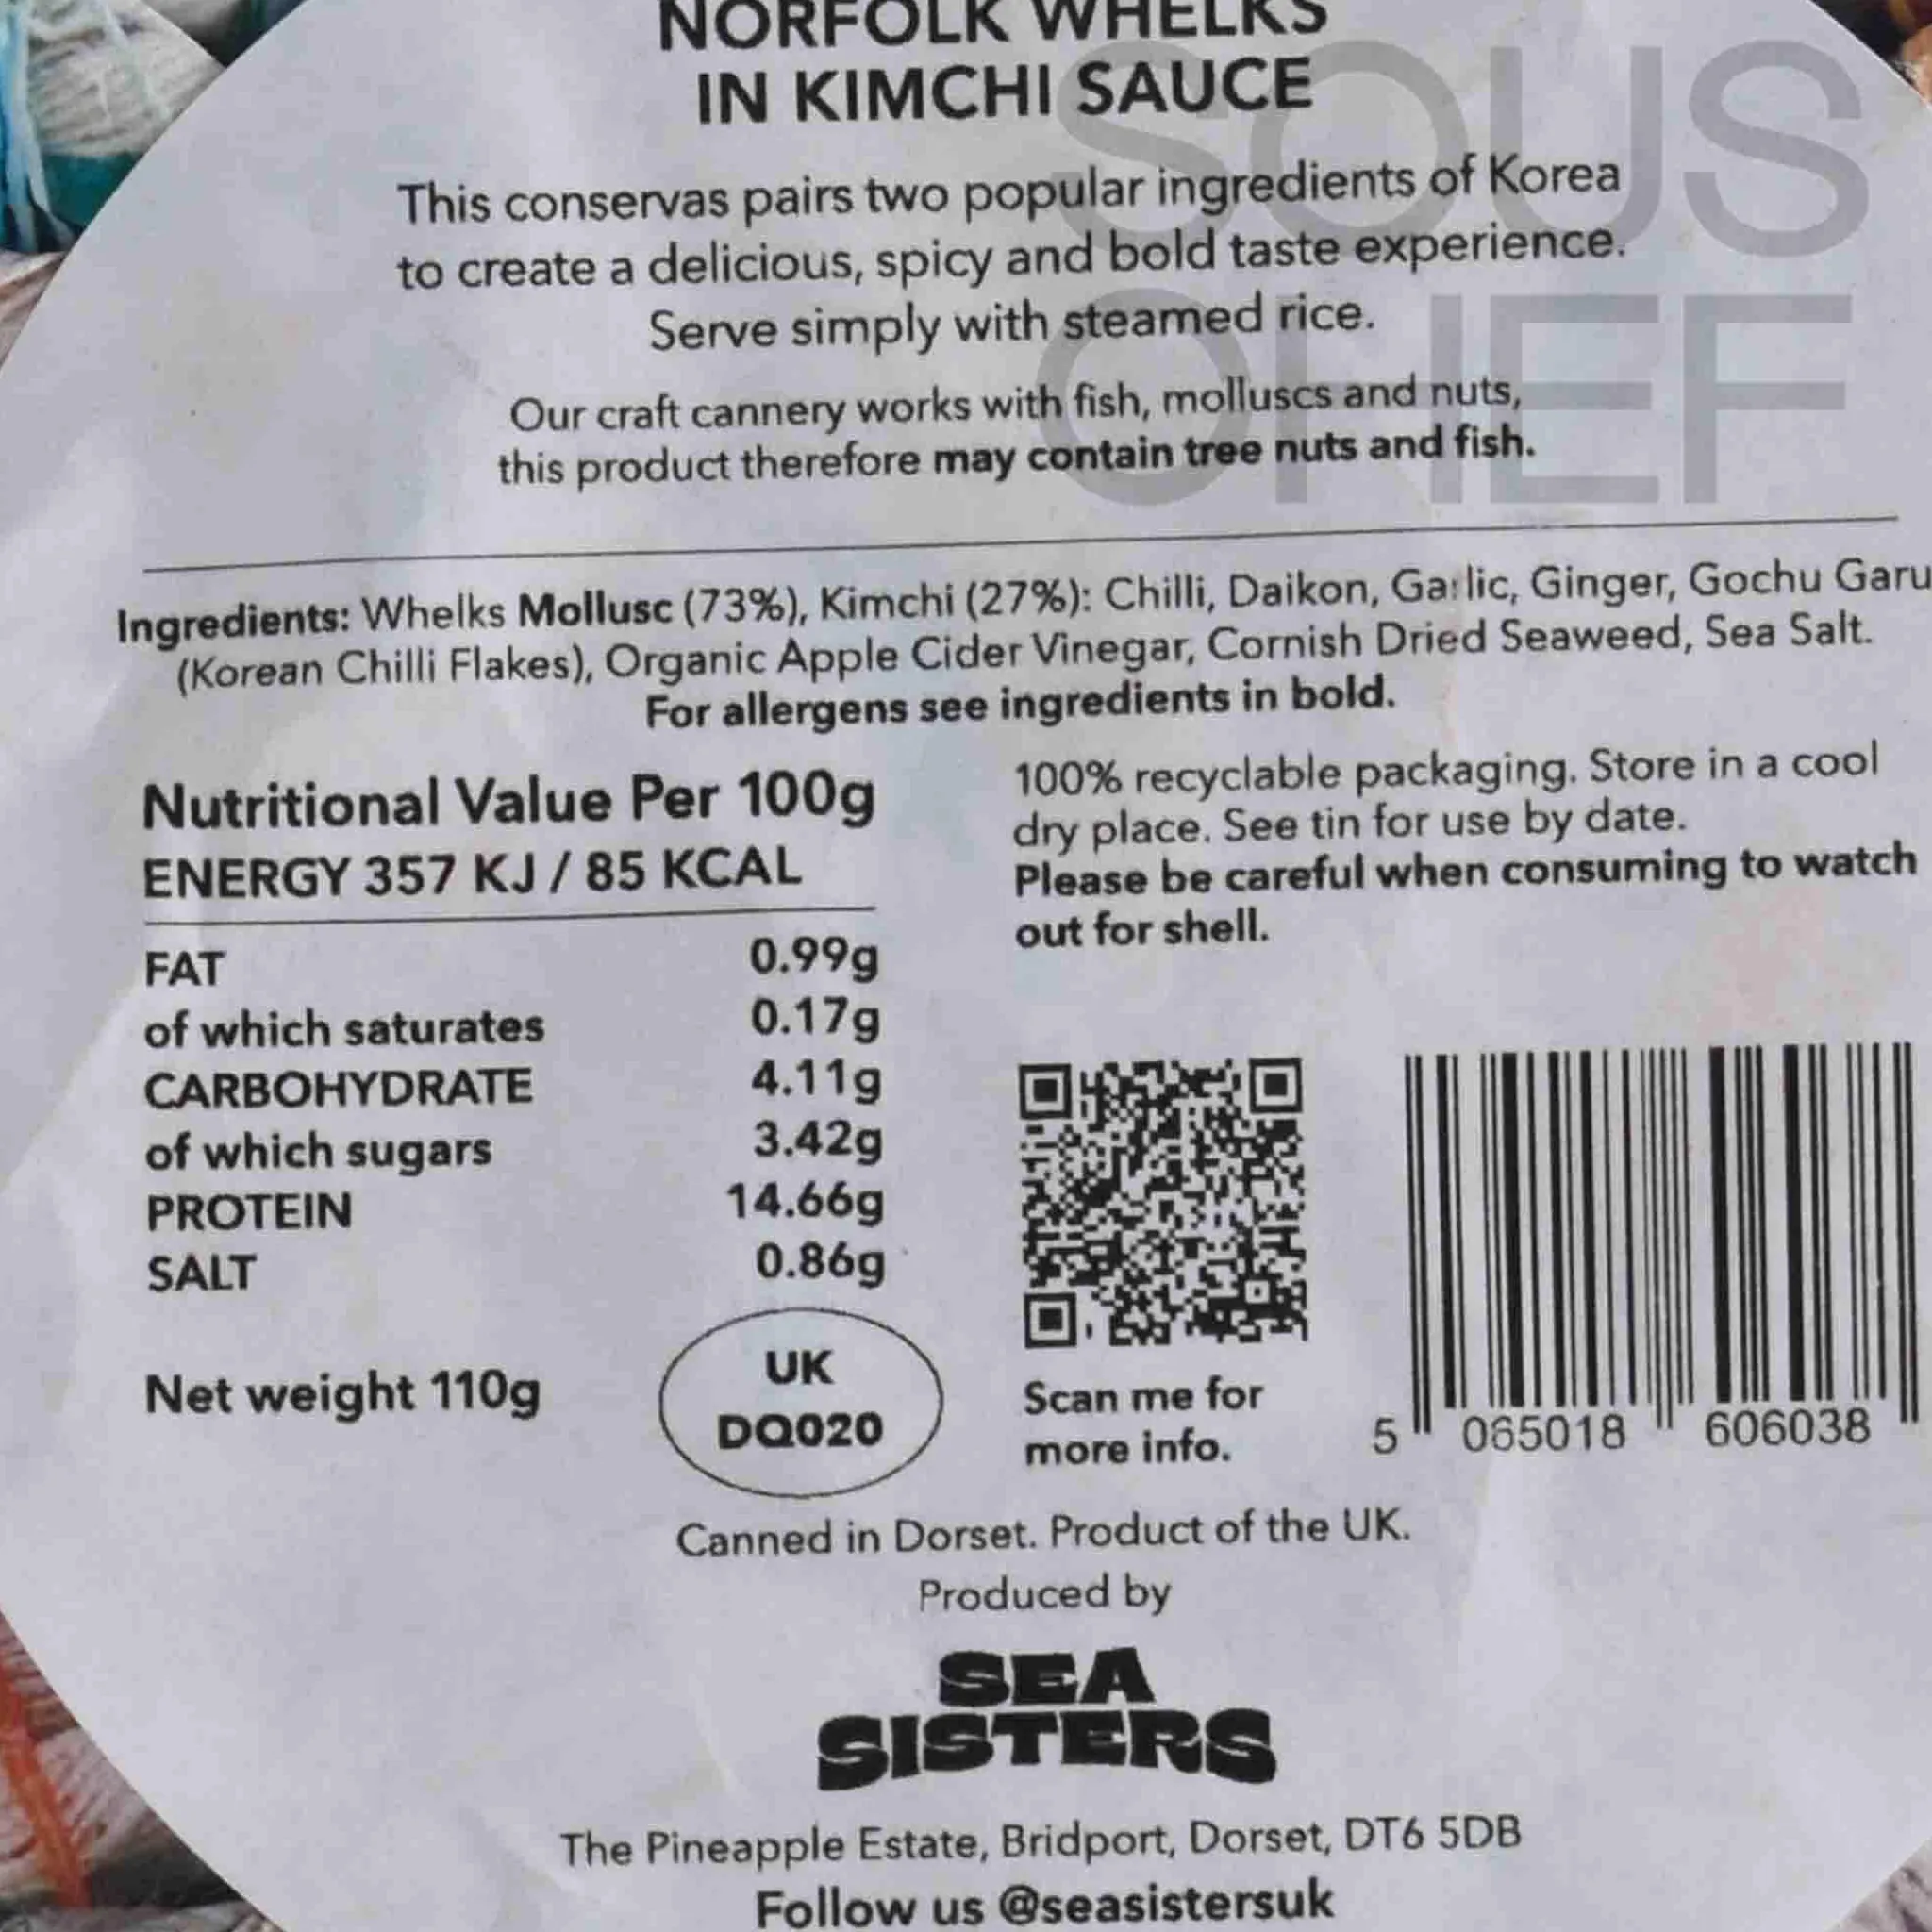 NORFOLK WHELKS
IN KIMCHI SAUCE
SOUS
CHEF
This conservas pairs two popular ingredients of Korea
to create a delicious, spicy and bold taste experience.
Serve simply with steamed rice.
Our craft cannery works with fish, molluscs and nuts,
this product therefore may contain tree nuts and fish.
Ingredients: Whelks Mollusc (73%), Kimchi (27%): Chilli, Daikon, Garlic, Ginger, Gochu Garu
(Korean Chilli Flakes), Organic Apple Cider Vinegar, Cornish Dried Seaweed, Sea Salt.
For allergens see ingredients in bold.
Nutritional Value Per 100g
ENERGY 357 KJ / 85 KCAL
FAT 0.99g
of which saturates 0.17g
CARBOHYDRATE 4.11g
of which sugars 3.42g
PROTEIN 14.66g
SALT 0.86g
Net weight 110g
UK
DQ020
100% recyclable packaging. Store in a cool
dry place. See tin for use by date.
Please be careful when consuming to watch
out for shell.
Scan me for
more info.
5 065018 606038
Canned in Dorset. Product of the UK.
Produced by
SEA
SISTERS
The Pineapple Estate, Bridport, Dorset, DT6 5DB
Follow us @seasistersuk